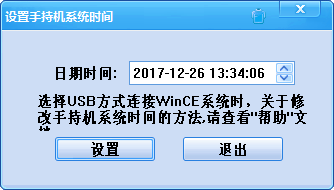 设置手持机系统时间
日期时间: 2017-12-26 13:34:06
选择USB方式连接WinCE系统时，关于修
改手持机系统时间的方法.请查看"帮助"文
设置 退出